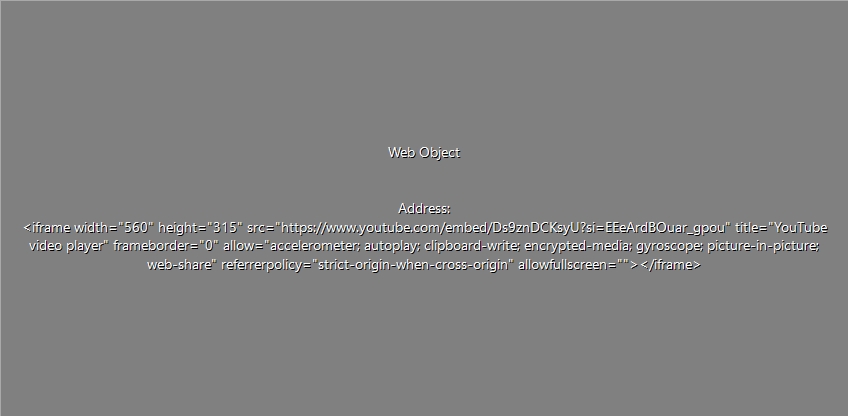 Web Object
Address:
<iframe width="560" height="315" src="https://www.youtube.com/embed/Ds9znDCKsyU?si=EEeArdBOuar_gpou" title="YouTube
video player" frameborder="0" allow="accelerometer; autoplay; clipboard-write; encrypted-media; gyroscope; picture-in-picture;
web-share" referrerpolicy="strict-origin-when-cross-origin" allowfullscreen=""></iframe>